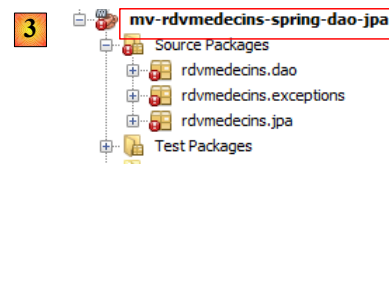 3
mv-rdvmedecins-spring-dao-jpa
Source Packages
rdvmedecins.dao
rdvmedecins.exceptions
rdvmedecins.jpa
Test Packages